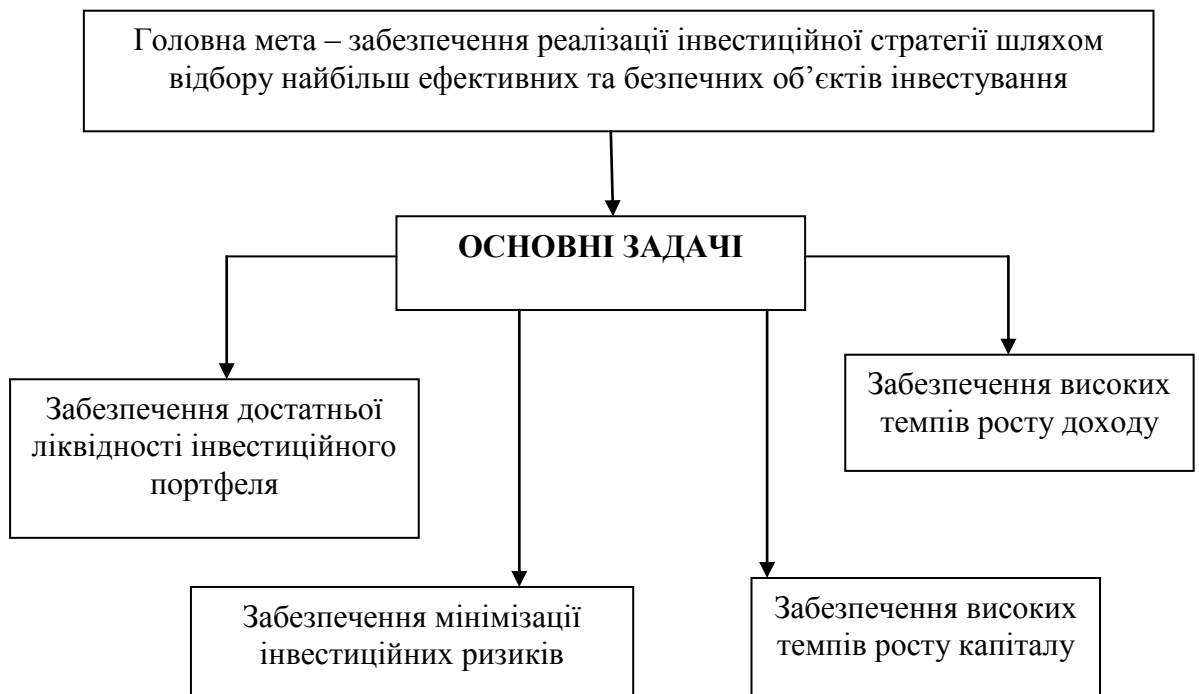 Головна мета – забезпечення реалізації інвестиційної стратегії шляхом
відбору найбільш ефективних та безпечних об’єктів інвестування
ОСНОВНІ ЗАДАЧІ
Забезпечення достатньої
ліквідності інвестиційного
портфеля
Забезпечення високих
темпів росту доходу
Забезпечення мінімізації
інвестиційних ризиків
Забезпечення високих
темпів росту капіталу